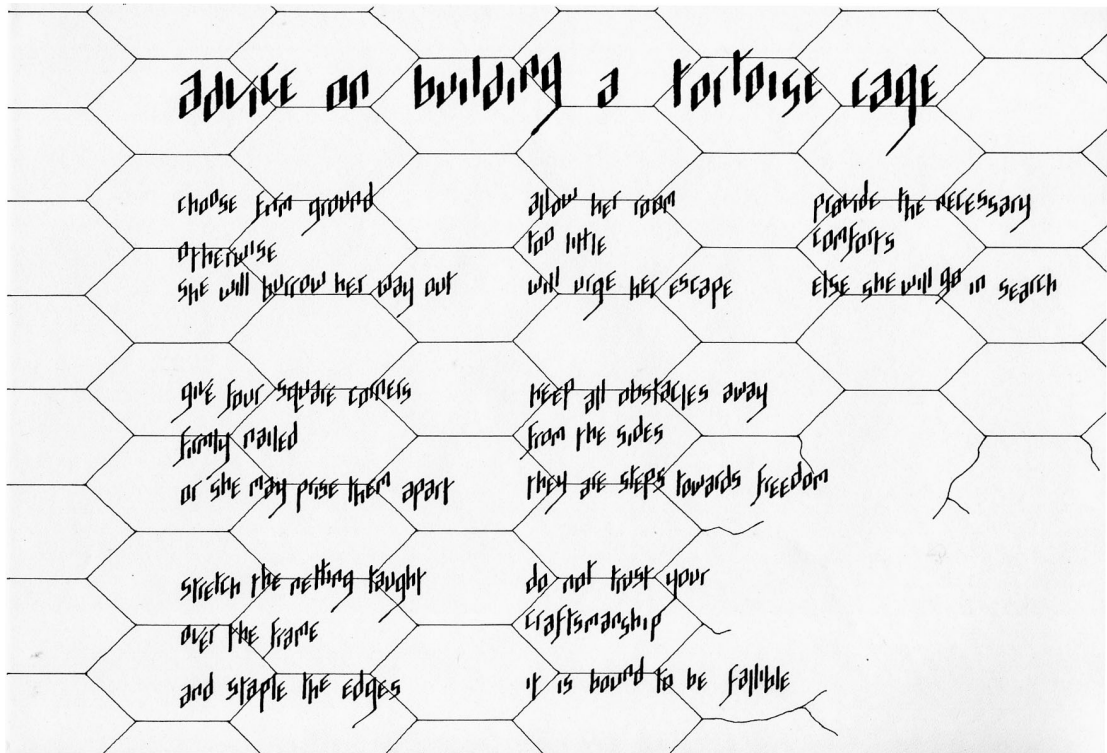 advice on building a tortoise cage
choose firm ground
otherwise
she will burrow her way out
give four square corners
firmly nailed
or she may prise them apart
stretch the netting taught
over the frame
and staple the edges
allow her room
too little
will urge her escape
keep all obstacles away
from the sides
they are steps towards freedom
do not trust your
craftsmanship
it is bound to be fallible
provide the necessary
comforts
else she will go in search